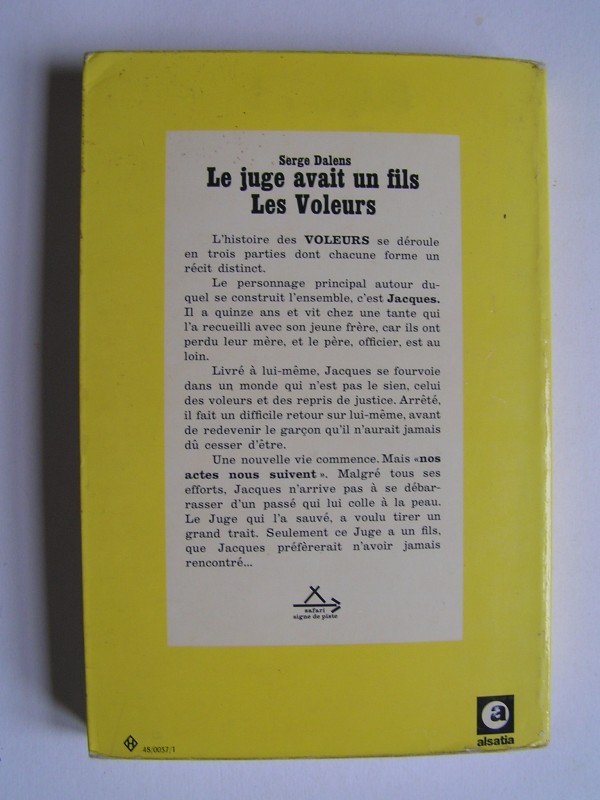 Serge Dalens
Le juge avait un fils
Les Voleurs
L'histoire des VOLEURS se déroule
en trois parties dont chacune forme un
récit distinct.
Le personnage principal autour du-
quel se construit l'ensemble, c'est Jacques.
Il a quinze ans et vit chez une tante qui
l'a recueilli avec son jeune frère, car ils ont
perdu leur mère, et le père, officier, est au
loin.
Livré à lui-même, Jacques se fourvoie
dans un monde qui n'est pas le sien, celui
des voleurs et des repris de justice. Arrêté,
il fait un difficile retour sur lui-même, avant
de redevenir le garçon qu'il n'aurait jamais
dû cesser d'être.
Une nouvelle vie commence. Mais «nos
actes nous suivent». Malgré tous ses
efforts, Jacques n'arrive pas à se débar-
rasser d'un passé qui lui colle à la peau.
Le Juge qui l'a sauvé, a voulu tirer un
grand trait. Seulement ce Juge a un fils,
que Jacques préfèrerait n'avoir jamais
rencontré...
safari
signe de piste
a
alsatia
H
48/0037/1